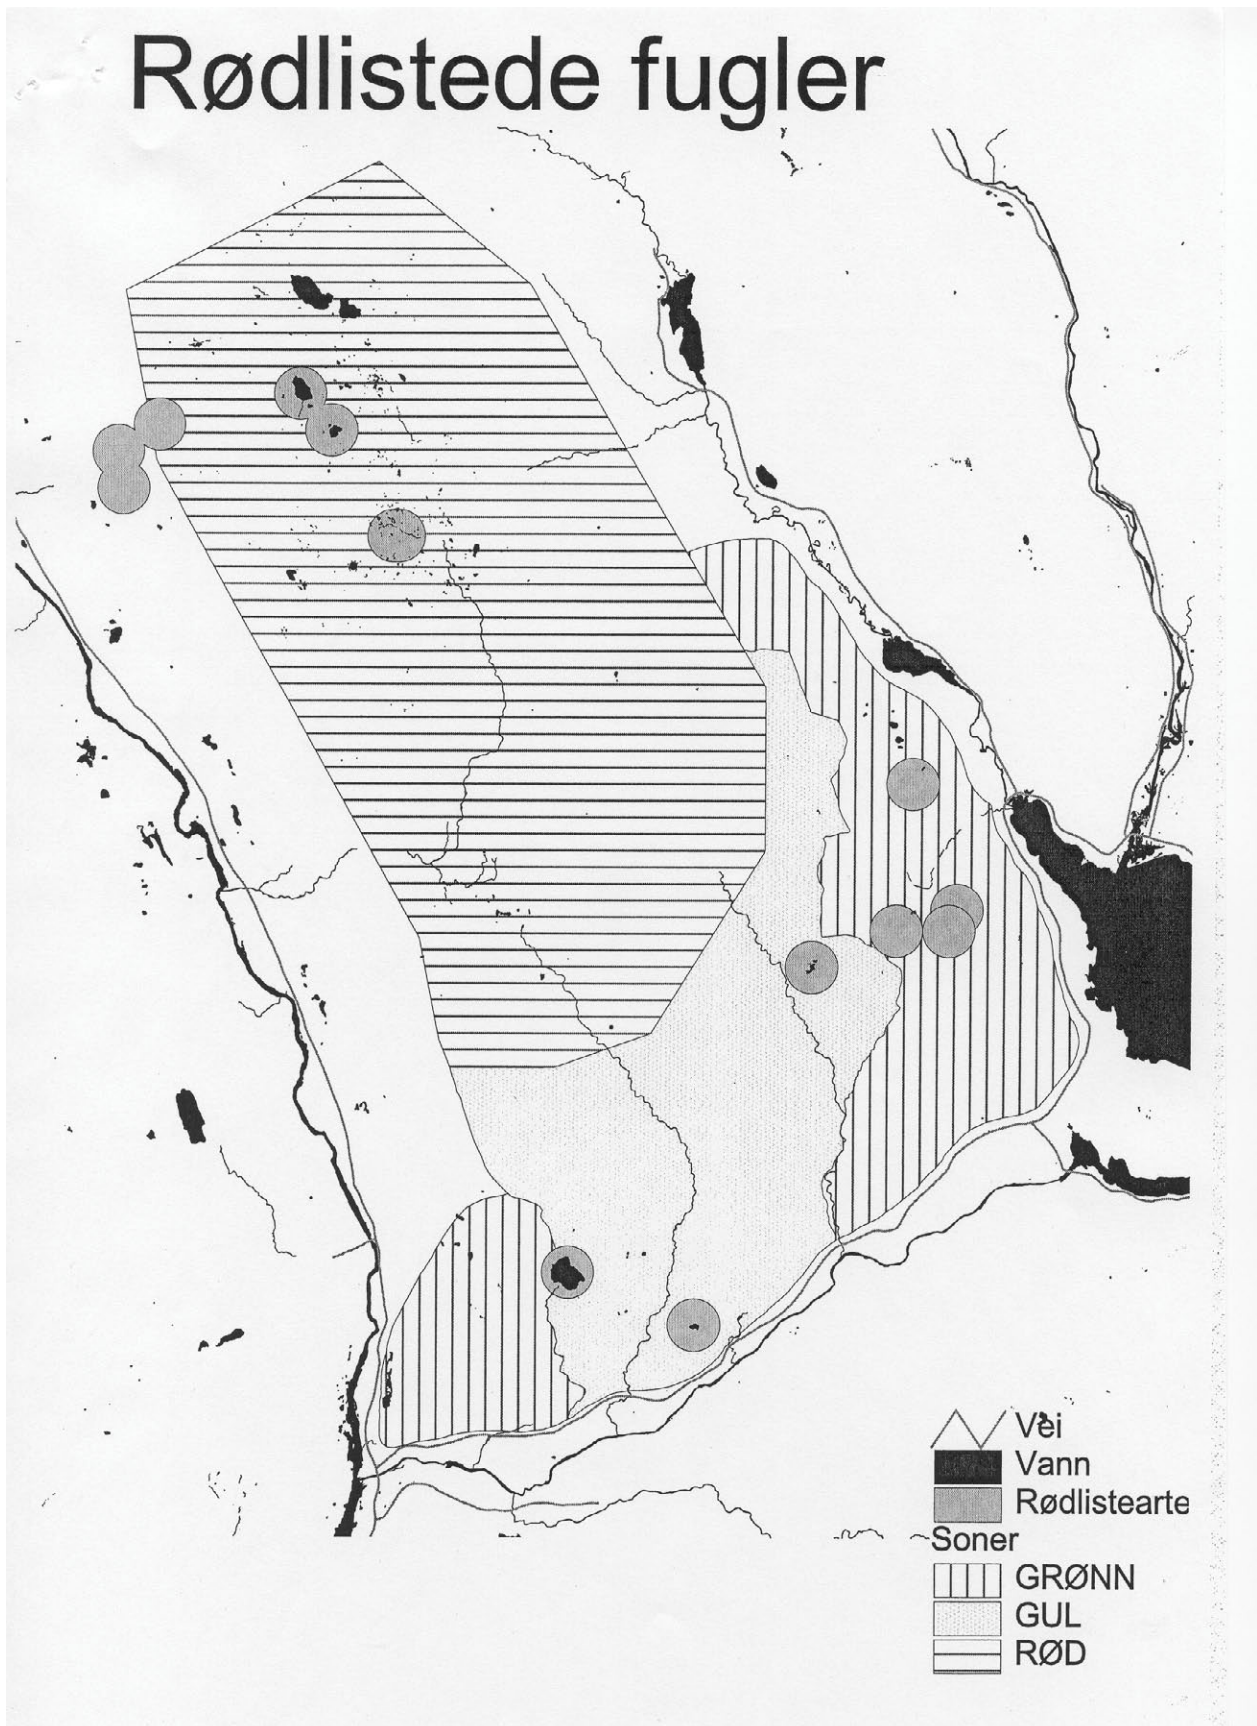 Rødlistede fugler
Vei
Vann
Rødlistearte
Soner
GRØNN
GUL
RØD